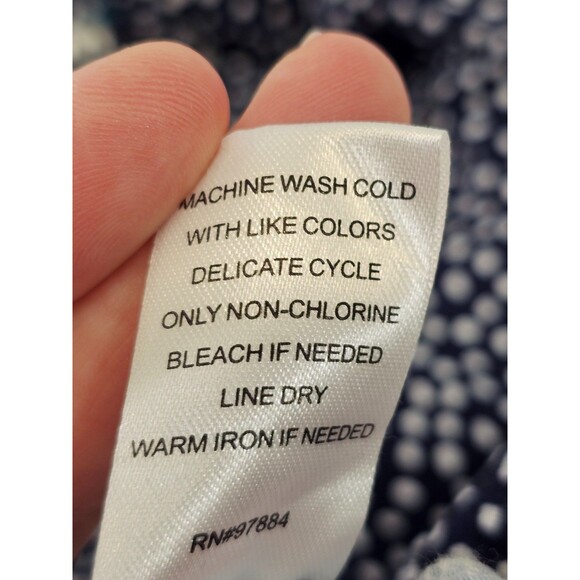 MACHINE WASH COLD
WITH LIKE COLORS
DELICATE CYCLE
ONLY NON-CHLORINE
BLEACH IF NEEDED
LINE DRY
WARM IRON IF NEEDED
RN#97884